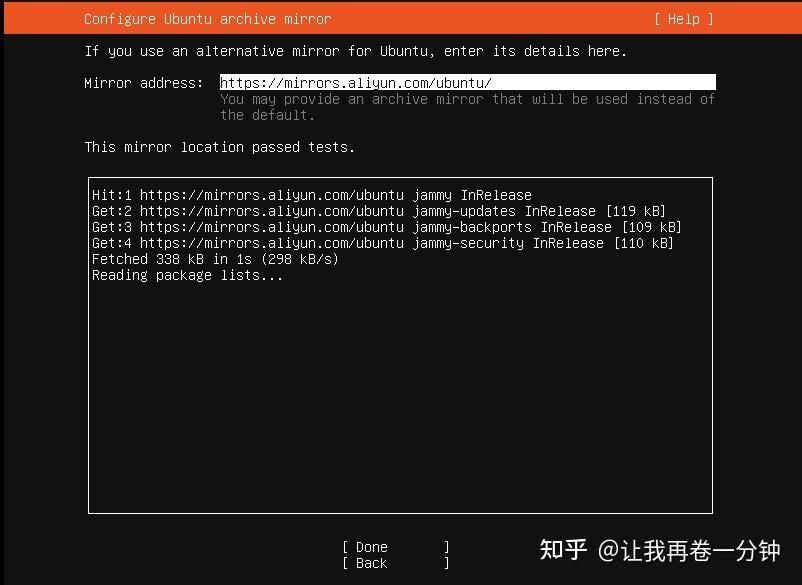 Configure Ubuntu archive mirror [ Help ]
If you use an alternative mirror for Ubuntu, enter its details here.
Mirror address: https://mirrors.aliyun.com/ubuntu/
You may provide an archive mirror that will be used instead of
the default.
This mirror location passed tests.
Hit:1 https://mirrors.aliyun.com/ubuntu jammy InRelease
Get:2 https://mirrors.aliyun.com/ubuntu jammy-updates InRelease [119 kB]
Get:3 https://mirrors.aliyun.com/ubuntu jammy-backports InRelease [109 kB]
Get:4 https://mirrors.aliyun.com/ubuntu jammy-security InRelease [110 kB]
Fetched 338 kB in 1s (298 kB/s)
Reading package lists...
[ Done ]
[ Back ]
知乎 @让我再卷一分钟